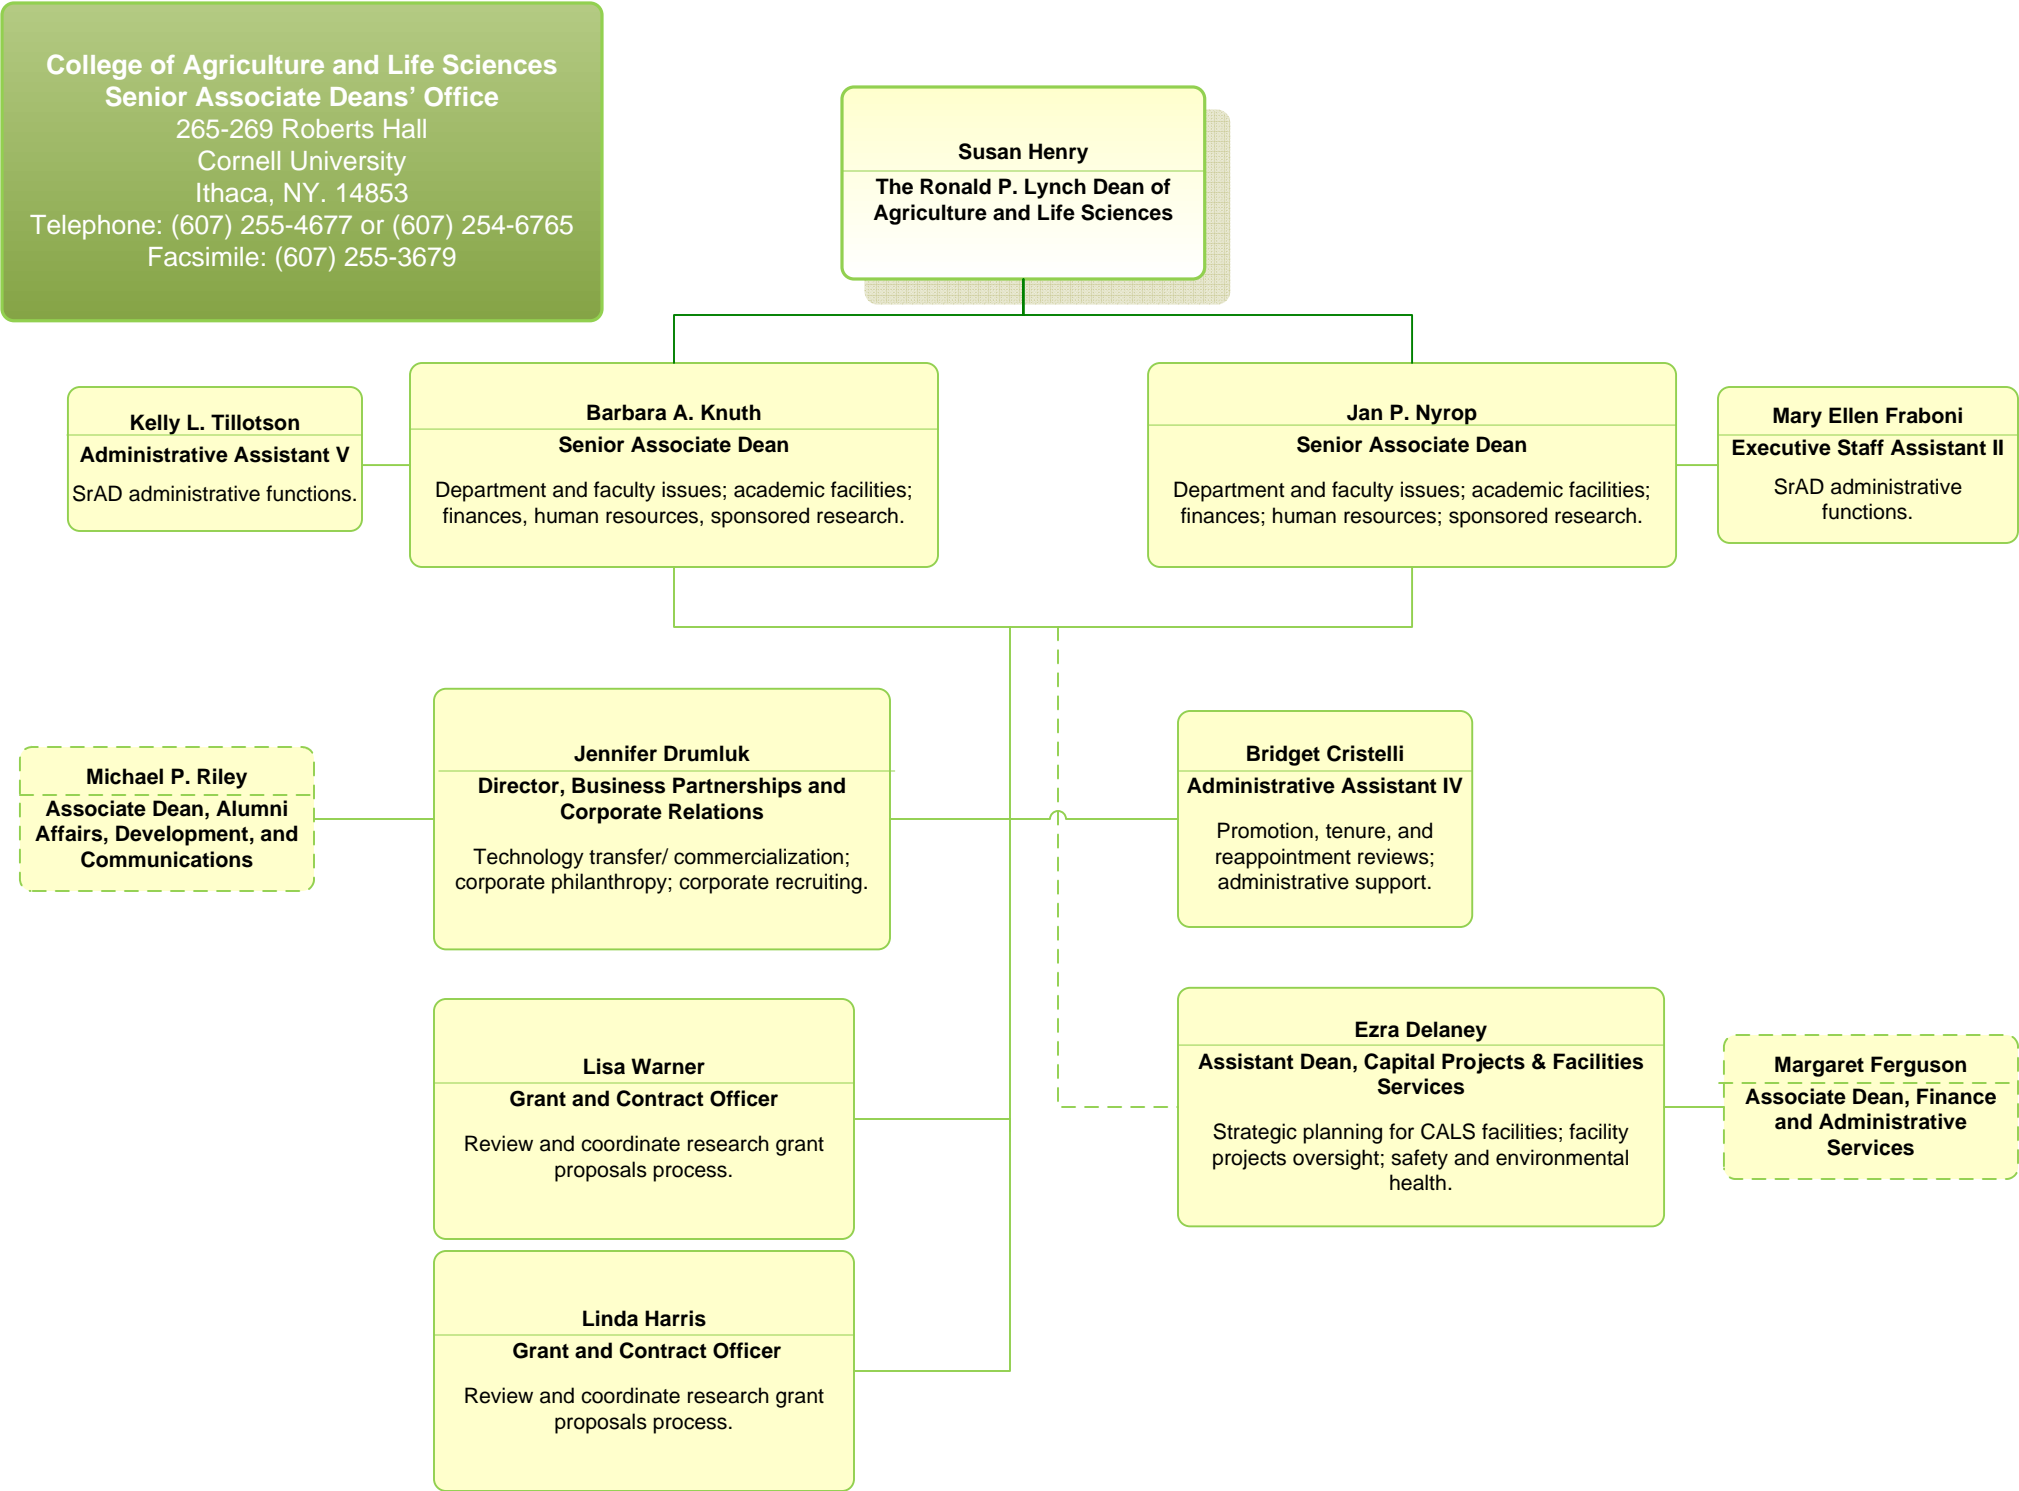 College of Agriculture and Life Sciences
Senior Associate Deans’ Office
265-269 Roberts Hall
Cornell University
Ithaca, NY. 14853
Telephone: (607) 255-4677 or (607) 254-6765
Facsimile: (607) 255-3679
Susan Henry
The Ronald P. Lynch Dean of
Agriculture and Life Sciences
Kelly L. Tillotson
Administrative Assistant V
SrAD administrative functions.
Barbara A. Knuth
Senior Associate Dean
Department and faculty issues; academic facilities;
finances, human resources, sponsored research.
Jan P. Nyrop
Senior Associate Dean
Department and faculty issues; academic facilities;
finances; human resources; sponsored research.
Mary Ellen Fraboni
Executive Staff Assistant II
SrAD administrative
functions.
Michael P. Riley
Associate Dean, Alumni
Affairs, Development, and
Communications
Jennifer Drumluk
Director, Business Partnerships and
Corporate Relations
Technology transfer/ commercialization;
corporate philanthropy; corporate recruiting.
Bridget Cristelli
Administrative Assistant IV
Promotion, tenure, and
reappointment reviews;
administrative support.
Lisa Warner
Grant and Contract Officer
Review and coordinate research grant
proposals process.
Ezra Delaney
Assistant Dean, Capital Projects & Facilities
Services
Strategic planning for CALS facilities; facility
projects oversight; safety and environmental
health.
Margaret Ferguson
Associate Dean, Finance
and Administrative
Services
Linda Harris
Grant and Contract Officer
Review and coordinate research grant
proposals process.